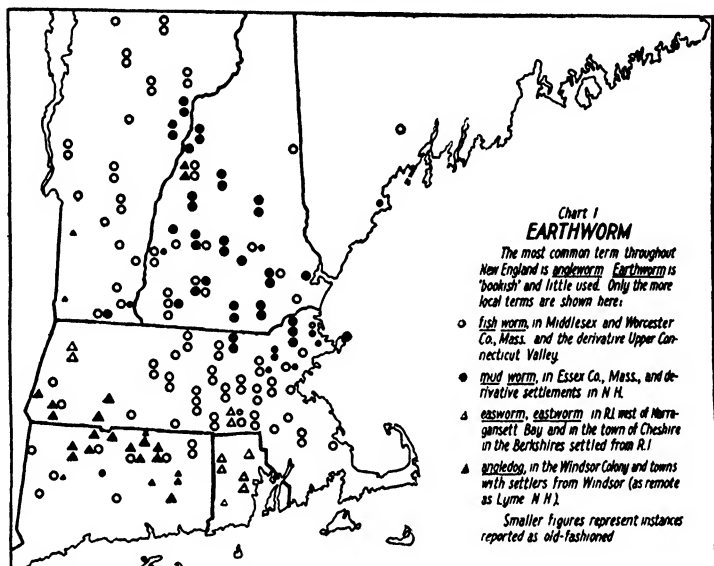 Chart 1
EARTHWORM
The most common term throughout
New England is angleworm Earthworm is
'bookish' and little used. Only the more
local terms are shown here:
fish worm, in Middlesex and Worcester
Co., Mass. and the derivative Upper Con-
necticut Valley.
mud worm, in Essex Co., Mass., and de-
rivative settlements in N H.
easworm, eastworm in R.I. west of Narra-
gansett Bay and in the town of Cheshire
in the Berkshires settled from R.I
angledog, in the Windsor Colony and towns
with settlers from Windsor (as remote
as Lyme N H.).
Smaller figures represent instances
reported as old-fashioned